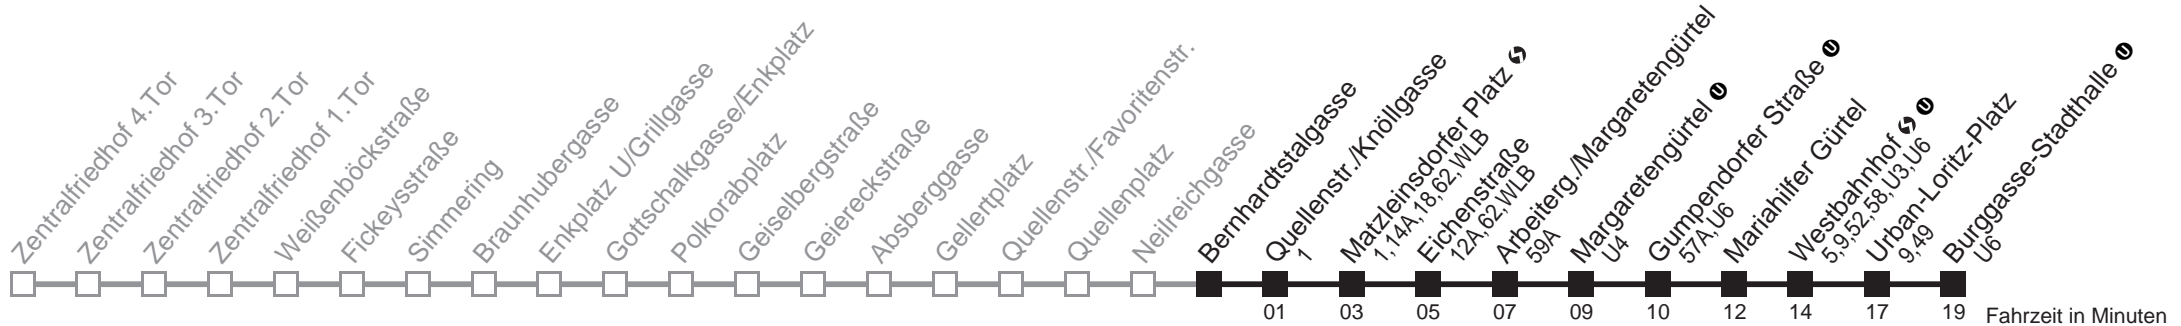 Zentralfriedhof 4.Tor
Zentralfriedhof 3.Tor
Zentralfriedhof 2.Tor
Zentralfriedhof 1.Tor
Weißenböckstraße
Fickeysstraße
Simmering
Braunhubergasse
Enkplatz U/Grillgasse
Gottschalkgasse/Enkplatz
Polkorabplatz
Geiselbergstraße
Geiereckstraße
Absberggasse
Gellertplatz
Quellenstr./Favoritenstr.
Quellenplatz
Neilreichgasse
Bernhardtstalgasse
Quellenstr./Knöllgasse
1
Matzleinsdorfer Platz S
1,14A,18,62,WLB
Eichenstraße
12A,62,WLB
Arbeiterg./Margaretengürtel
59A
Margaretengürtel U
U4
Gumpendorfer Straße U
57A,U6
Mariahilfer Gürtel
Westbahnhof S U
5,9,52,58,U3,U6
Urban-Loritz-Platz
9,49
Burggasse-Stadthalle U
U6
01 03 05 07 09 10 12 14 17 19 Fahrzeit in Minuten